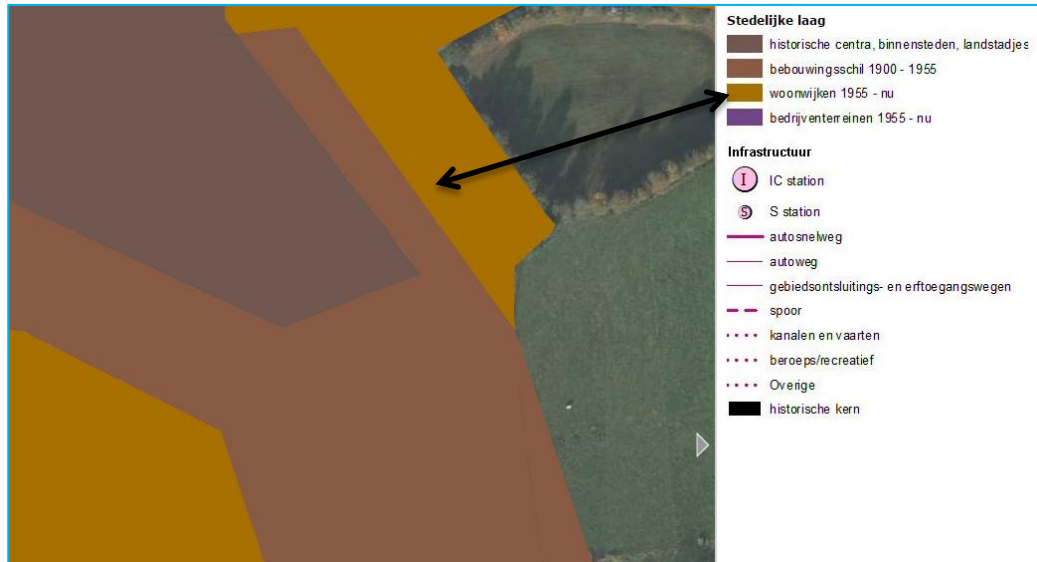 Stedelijke laag
historische centra, binnensteden, landstadjes
bebouwingsschil 1900 - 1955
woonwijken 1955 - nu
bedrijventerreinen 1955 - nu
Infrastructuur
I IC station
S S station
autosnelweg
autoweg
gebiedsontsluitings- en erftoegangswegen
spoor
kanalen en vaarten
beroeps/recreatief
Overige
historische kern